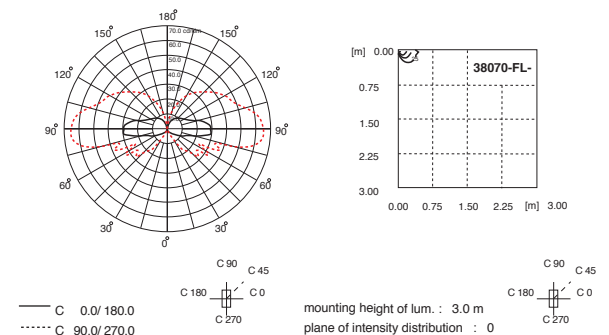 180°
150° 150°
70.0 cd/klm
60.0
50.0
40.0
30.0
120° 120°
90° 90°
60° 60°
30° 30°
0°
[m] 0.00
38070-FL-
0.75
1.50
2.25
3.00
0.00 0.75 1.50 2.25 [m] 3.00
C 90
C 45
C 180 C 0
C 270
C 0.0/ 180.0
C 90.0/ 270.0
mounting height of lum. : 3.0 m
plane of intensity distribution : 0
C 90
C 45
C 180 C 0
C 270